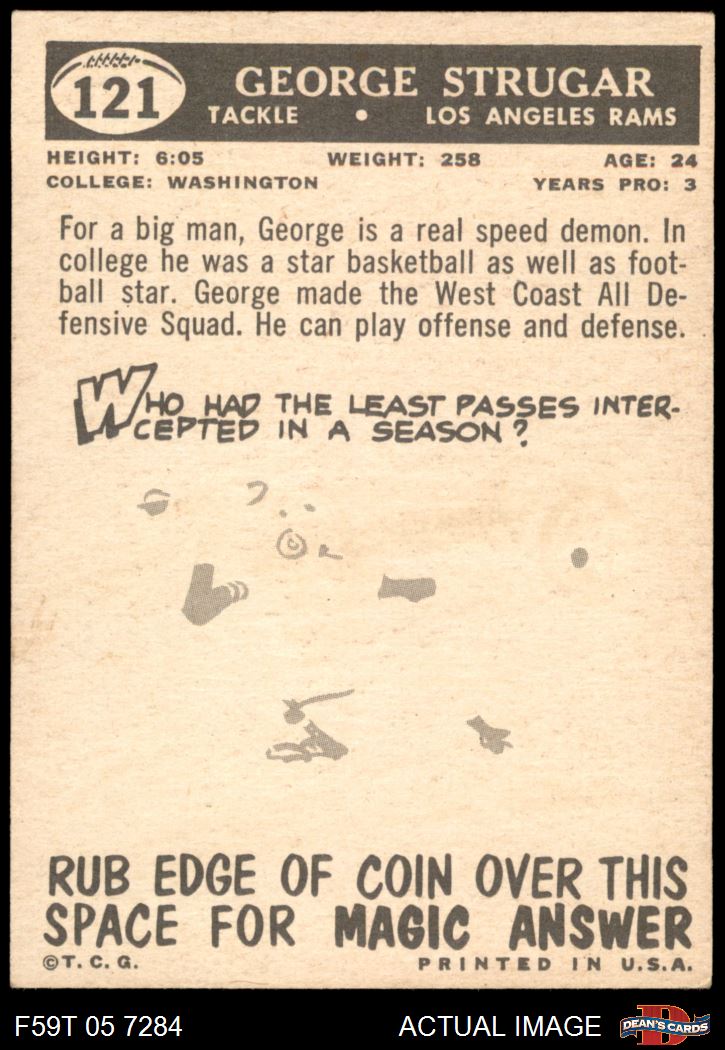 121
GEORGE STRUGAR
TACKLE • LOS ANGELES RAMS
HEIGHT: 6:05 WEIGHT: 258 AGE: 24
COLLEGE: WASHINGTON YEARS PRO: 3
For a big man, George is a real speed demon. In
college he was a star basketball as well as foot-
ball star. George made the West Coast All De-
fensive Squad. He can play offense and defense.
WHO HAD THE LEAST PASSES INTER-
CEPTED IN A SEASON?
RUB EDGE OF COIN OVER THIS
SPACE FOR MAGIC ANSWER
©T.C.G. PRINTED IN U.S.A.
F59T 05 7284 ACTUAL IMAGE D DEAN'S CARDS